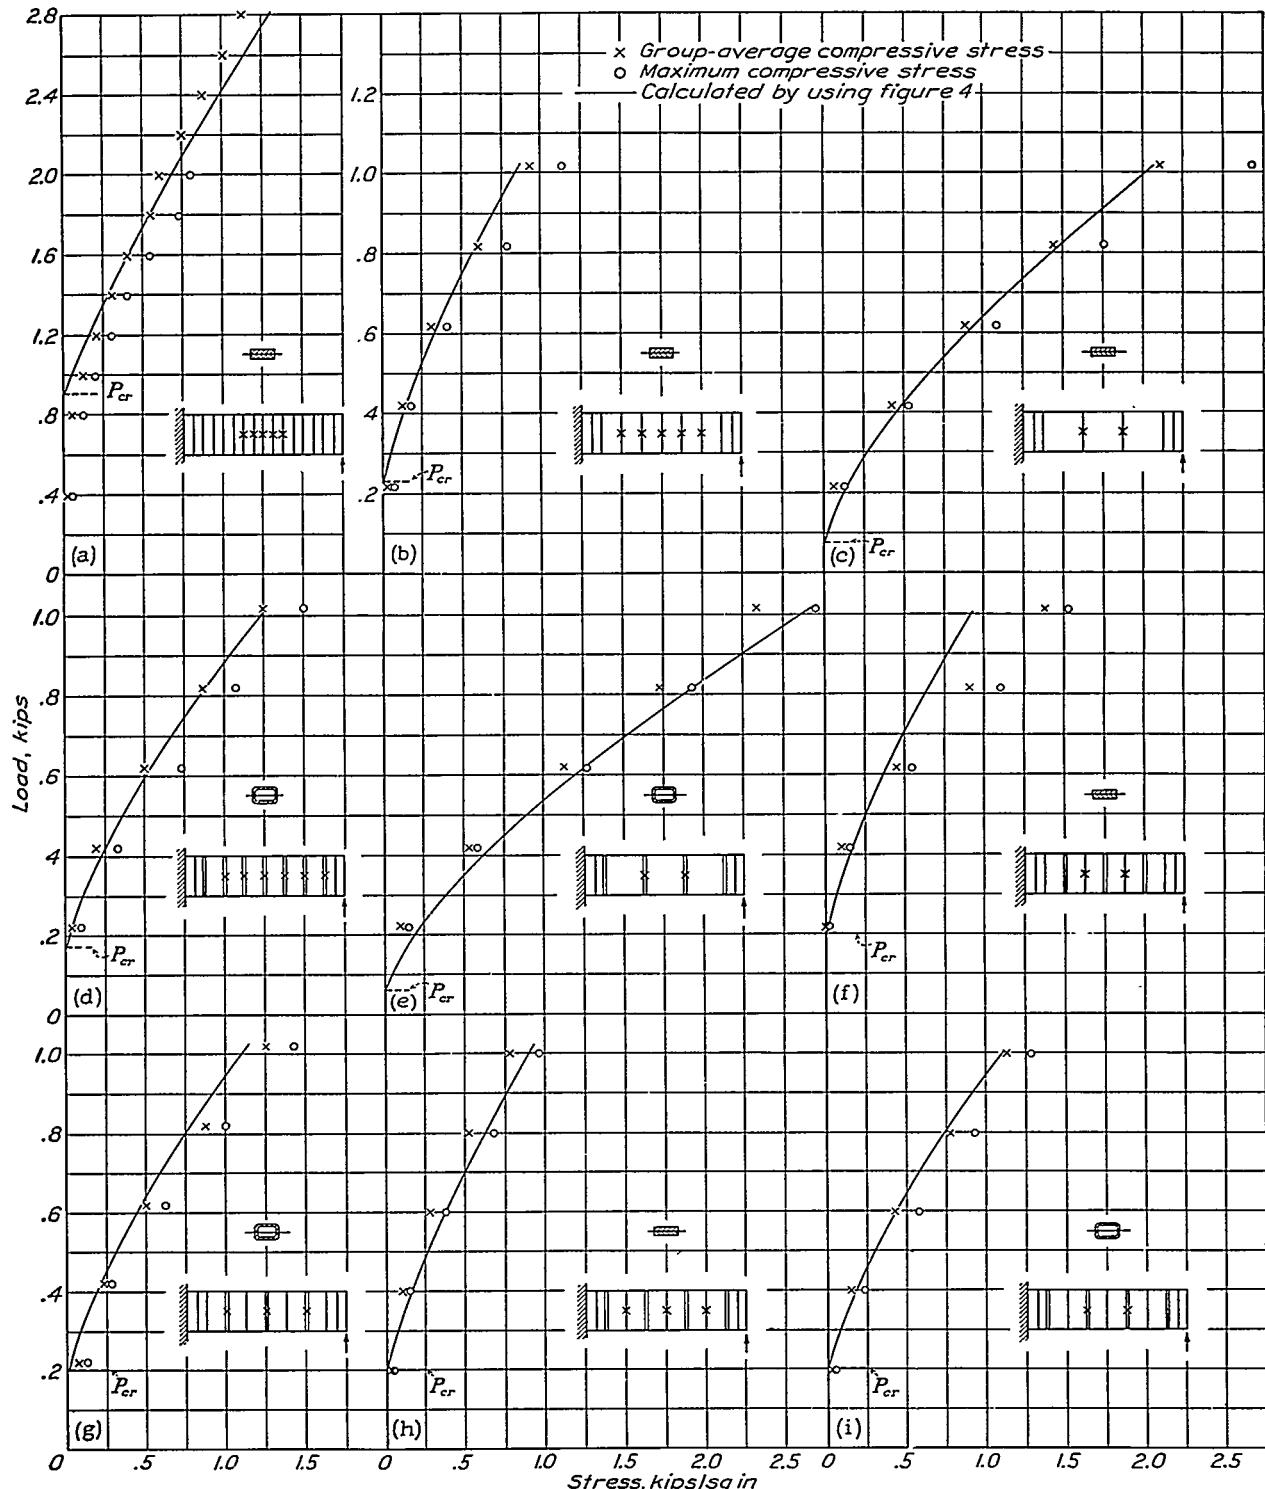 × Group-average compressive stress
o Maximum compressive stress
Calculated by using figure 4
2.8
2.4
2.0
1.6
1.2
.8
.4
0
Pcr
(a)
1.2
1.0
.8
.6
.4
.2
Pcr
(b)
Pcr
(c)
Load, kips
1.0
.8
.6
.4
.2
0
Pcr
(d)
Pcr
(e)
Pcr
(f)
1.0
.8
.6
.4
.2
Pcr
(g)
Pcr
(h)
Pcr
(i)
0 .5 1.0 1.5 0 .5 1.0 1.5 2.0 2.5 0 .5 1.0 1.5 2.0 2.5
Stress, kips/sq in